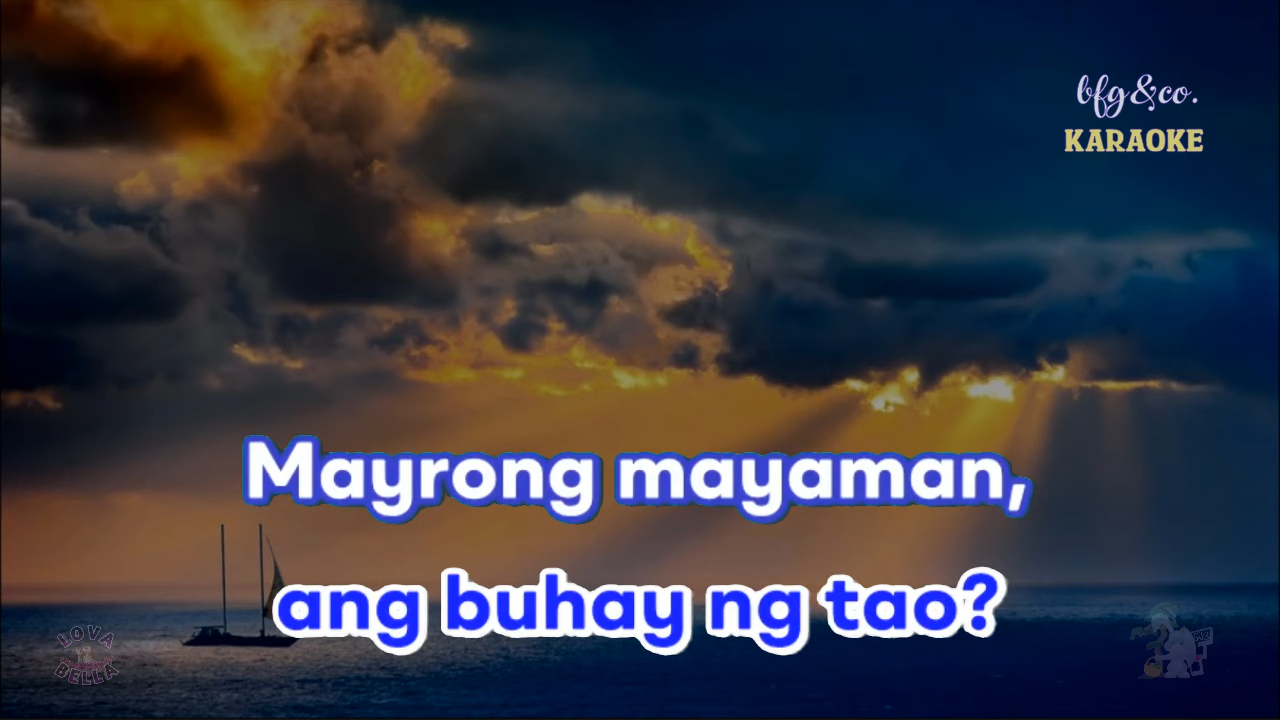 bfg&co.
KARAOKE
Mayrong mayaman,
ang buhay ng tao?
LOVA
BELLA